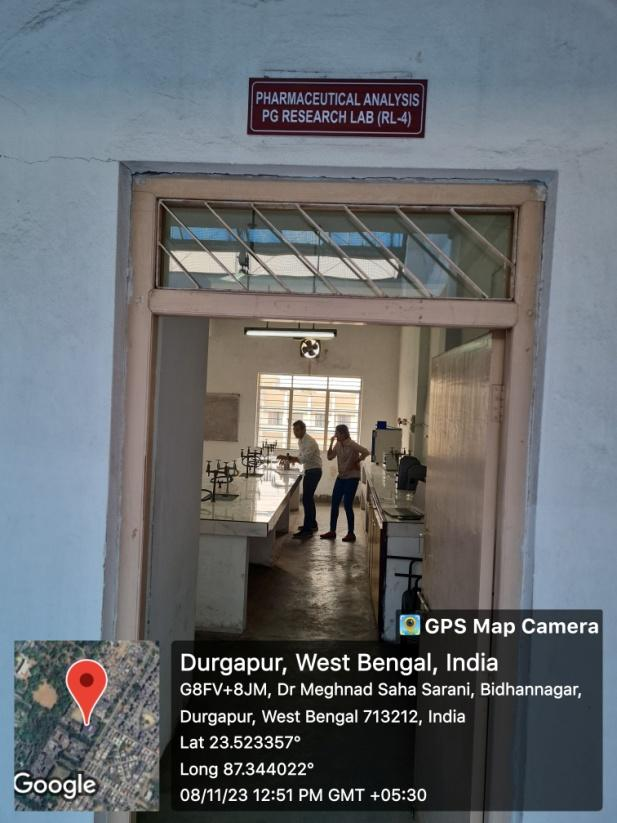 PHARMACEUTICAL ANALYSIS
PG RESEARCH LAB (RL-4)
GPS Map Camera
Durgapur, West Bengal, India
G8FV+8JM, Dr Meghnad Saha Sarani, Bidhannagar,
Durgapur, West Bengal 713212, India
Lat 23.523357°
Long 87.344022°
08/11/23 12:51 PM GMT +05:30
Google